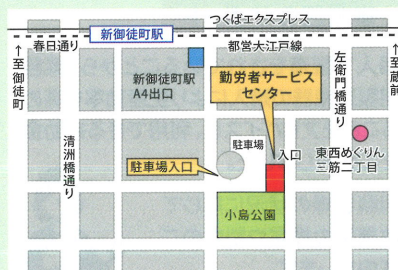 つくばエクスプレス
新御徒町駅
春日通り
都営大江戸線
↑至御徒町
↑至蔵前
左衛門橋通り
新御徒町駅
A4出口
勤労者サービス
センター
清洲橋通り
駐車場
入口
駐車場入口
東西めぐりん
三筋二丁目
小島公園